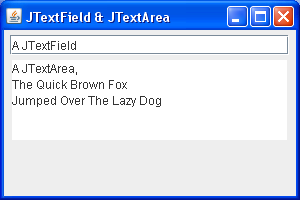 JTextField & JTextArea
A JTextField
A JTextArea,
The Quick Brown Fox
Jumped Over The Lazy Dog